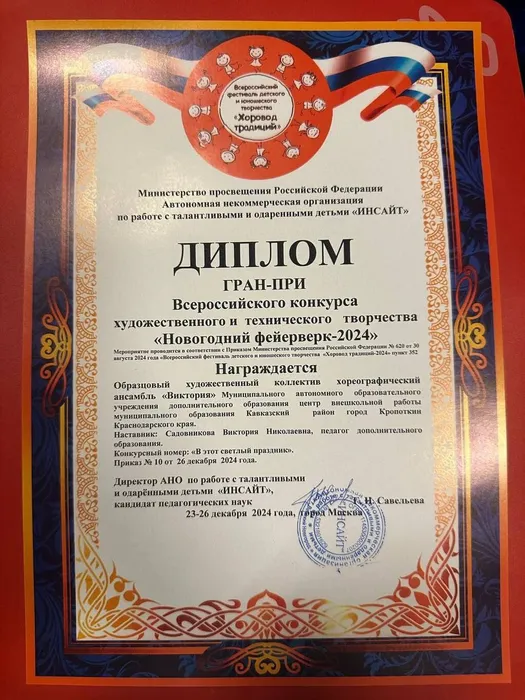 Всероссийский
фестиваль детского
и юношеского
творчества
«Хоровод
традиций»
Министерство просвещения Российской Федерации
Автономная некоммерческая организация
по работе с талантливыми и одаренными детьми «ИНСАЙТ»
ДИПЛОМ
ГРАН-ПРИ
Всероссийского конкурса
художественного и технического творчества
«Новогодний фейерверк-2024»
Мероприятие проводится в соответствии с Приказом Министерства просвещения Российской Федерации № 620 от 30
августа 2024 года «Всероссийский фестиваль детского и юношеского творчества «Хоровод традиций-2024» пункт 352
Награждается
Образцовый художественный коллектив хореографический
ансамбль «Виктория» Муниципального автономного образовательного
учреждения дополнительного образования центр внешкольной работы
муниципального образования Кавказский район город Кропоткин
Краснодарского края.
Наставник: Садовникова Виктория Николаевна, педагог дополнительного
образования.
Конкурсный номер: «В этот светлый праздник».
Приказ № 10 от 26 декабря 2024 года.
Директор АНО по работе с талантливыми
и одарёнными детьми «ИНСАЙТ»,
кандидат педагогических наук Г. И. Савельева
23-26 декабря 2024 года, город Москва
ИНСАЙТ